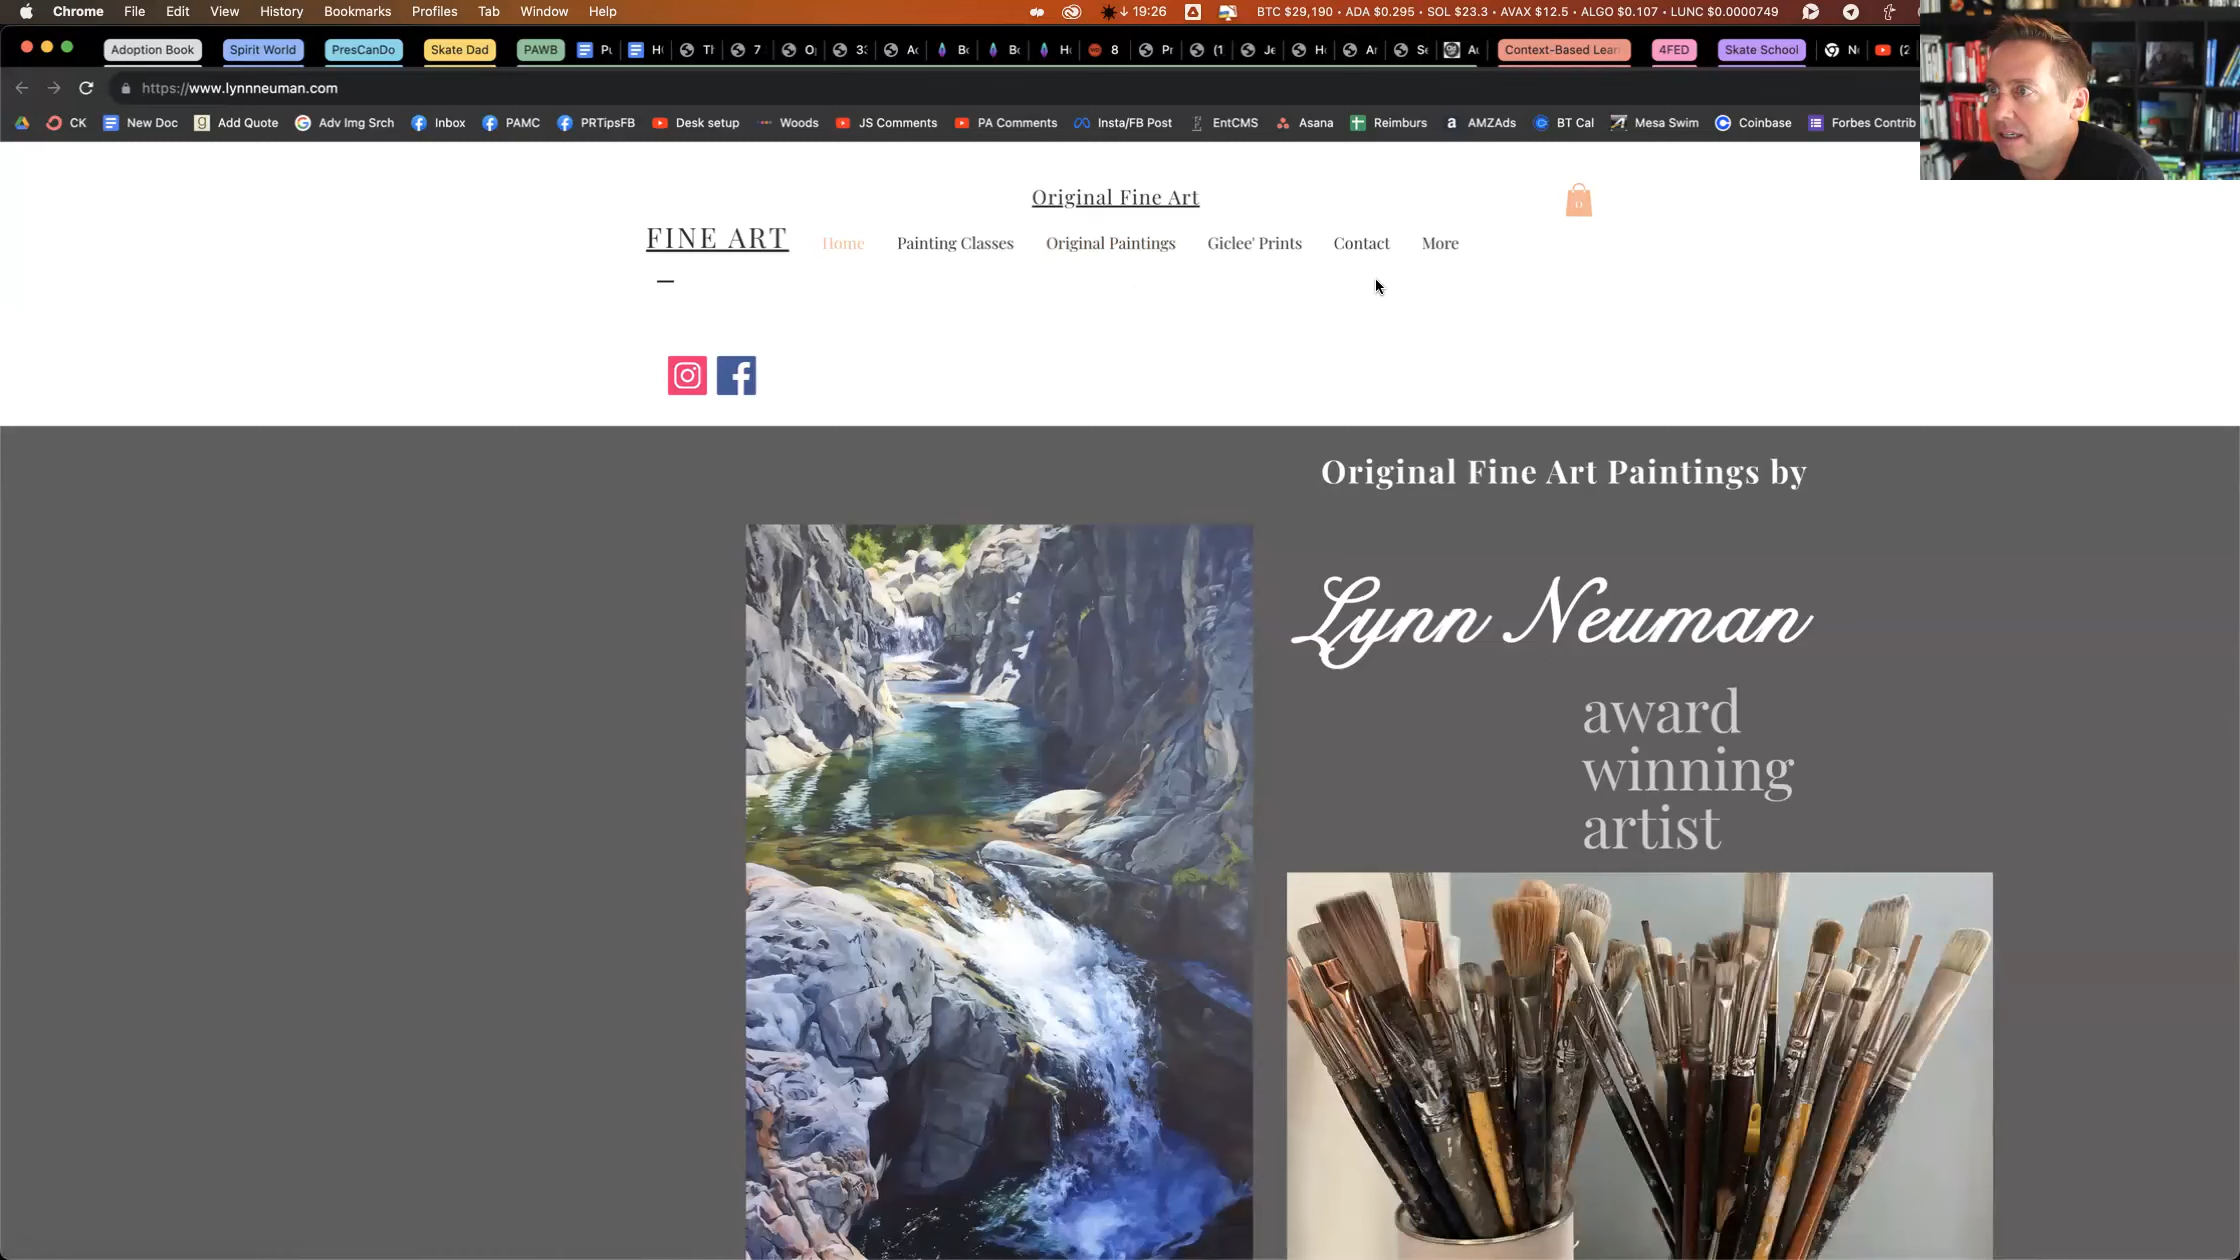 Chrome File Edit View History Bookmarks Profiles Tab Window Help ↓ 19:26 BTC $29,190 • ADA $0.295 • SOL $23.3 • AVAX $12.5 • ALGO $0.107 • LUNC $0.0000749
Adoption Book Spirit World PresCanDo Skate Dad PAWB 7 8 (1 Context-Based Lear 4FED Skate School (2
https://www.lynnneuman.com
CK New Doc Add Quote Adv Img Srch Inbox PAMC PRTipsFB Desk setup Woods JS Comments PA Comments Insta/FB Post EntCMS Asana Reimburs AMZAds BT Cal Mesa Swim Coinbase Forbes Contrib
Original Fine Art
0
FINE ART
Home Painting Classes Original Paintings Giclee' Prints Contact More
Original Fine Art Paintings by
Lynn Neuman
award
winning
artist